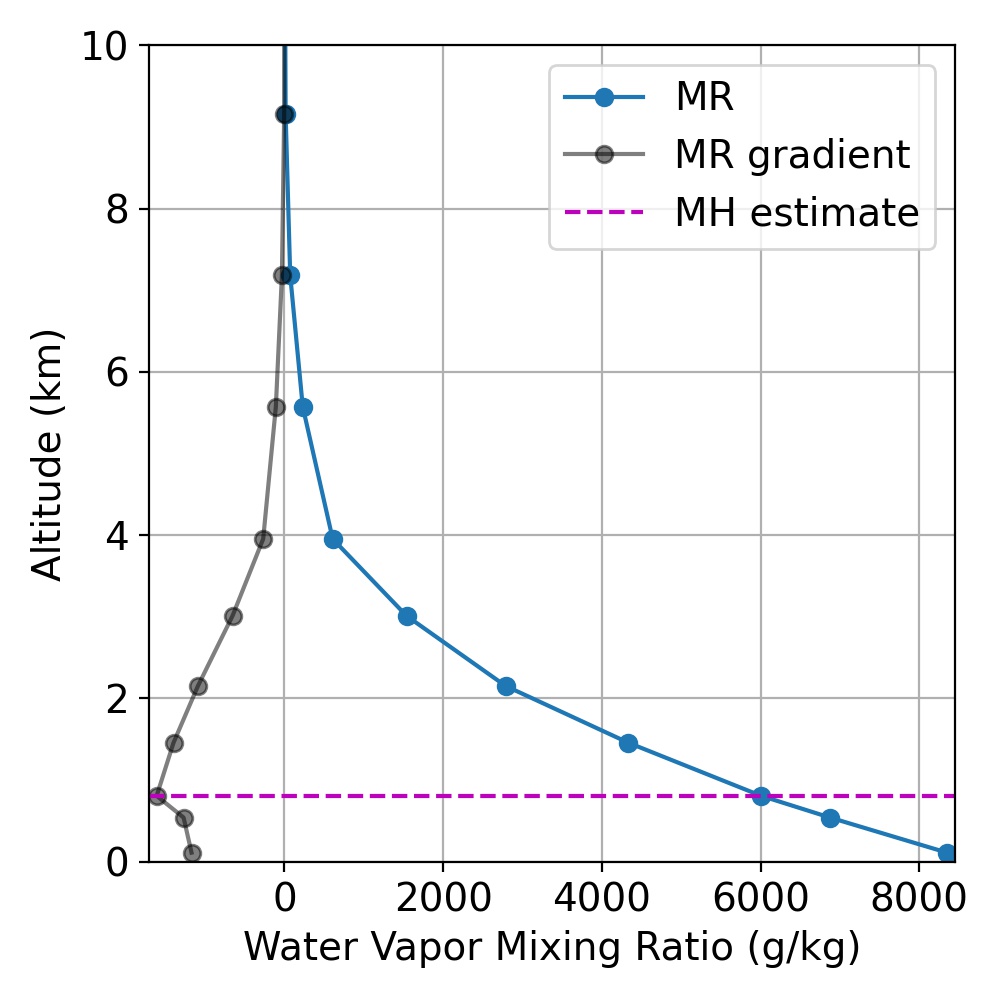 10
8
6
4
2
0
Altitude (km)
MR
MR gradient
MH estimate
0 2000 4000 6000 8000
Water Vapor Mixing Ratio (g/kg)